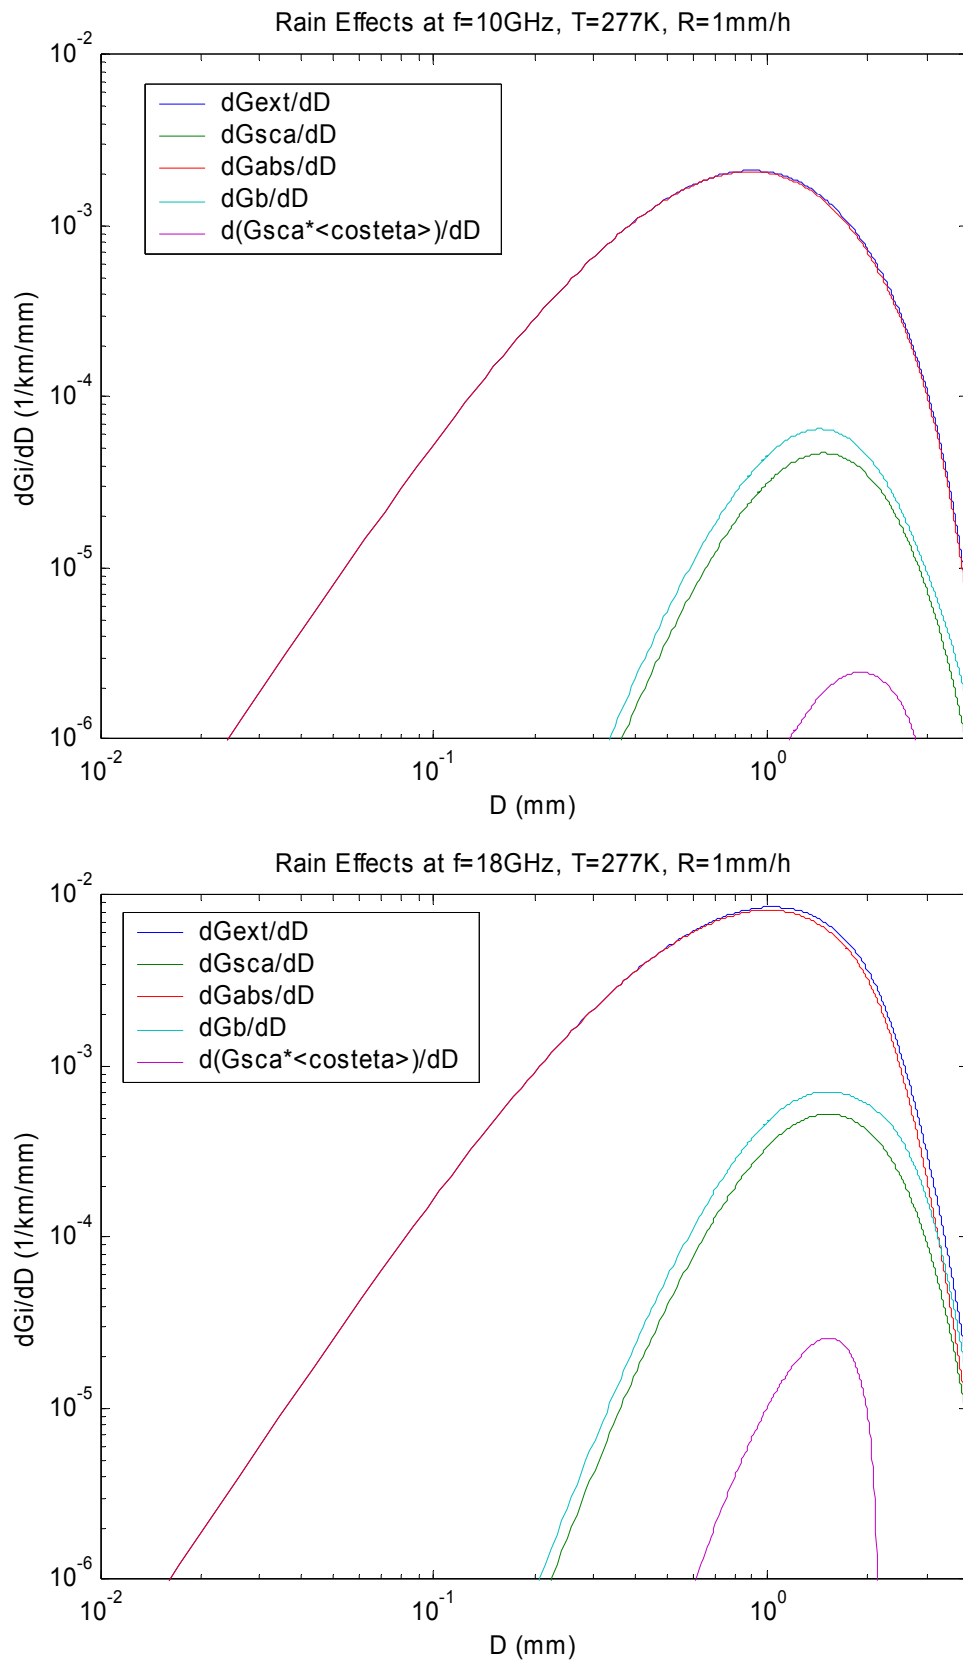 Rain Effects at f=10GHz, T=277K, R=1mm/h
10^-2
dGext/dD
dGsca/dD
dGabs/dD
dGb/dD
d(Gsca*<costeta>)/dD
10^-3
dGi/dD (1/km/mm)
10^-4
10^-5
10^-6
10^-2
10^-1
10^0
D (mm)
Rain Effects at f=18GHz, T=277K, R=1mm/h
10^-2
dGext/dD
dGsca/dD
dGabs/dD
dGb/dD
d(Gsca*<costeta>)/dD
10^-3
dGi/dD (1/km/mm)
10^-4
10^-5
10^-6
10^-2
10^-1
10^0
D (mm)